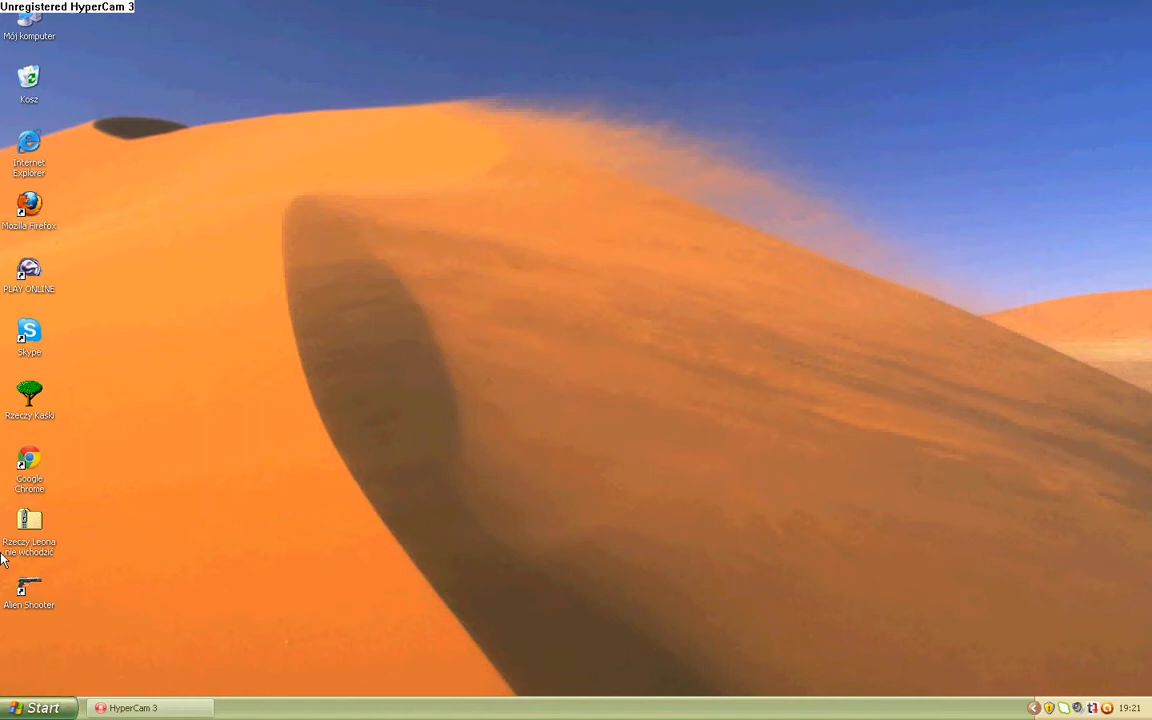 Unregistered HyperCam 3
Mój komputer
Kosz
Internet
Explorer
Mozilla Firefox
PLAY ONLINE
Skype
Rzeczy Kaśki
Google
Chrome
Rzeczy Leona
nie wchodzić
Alien Shooter
Start
HyperCam 3
19:21